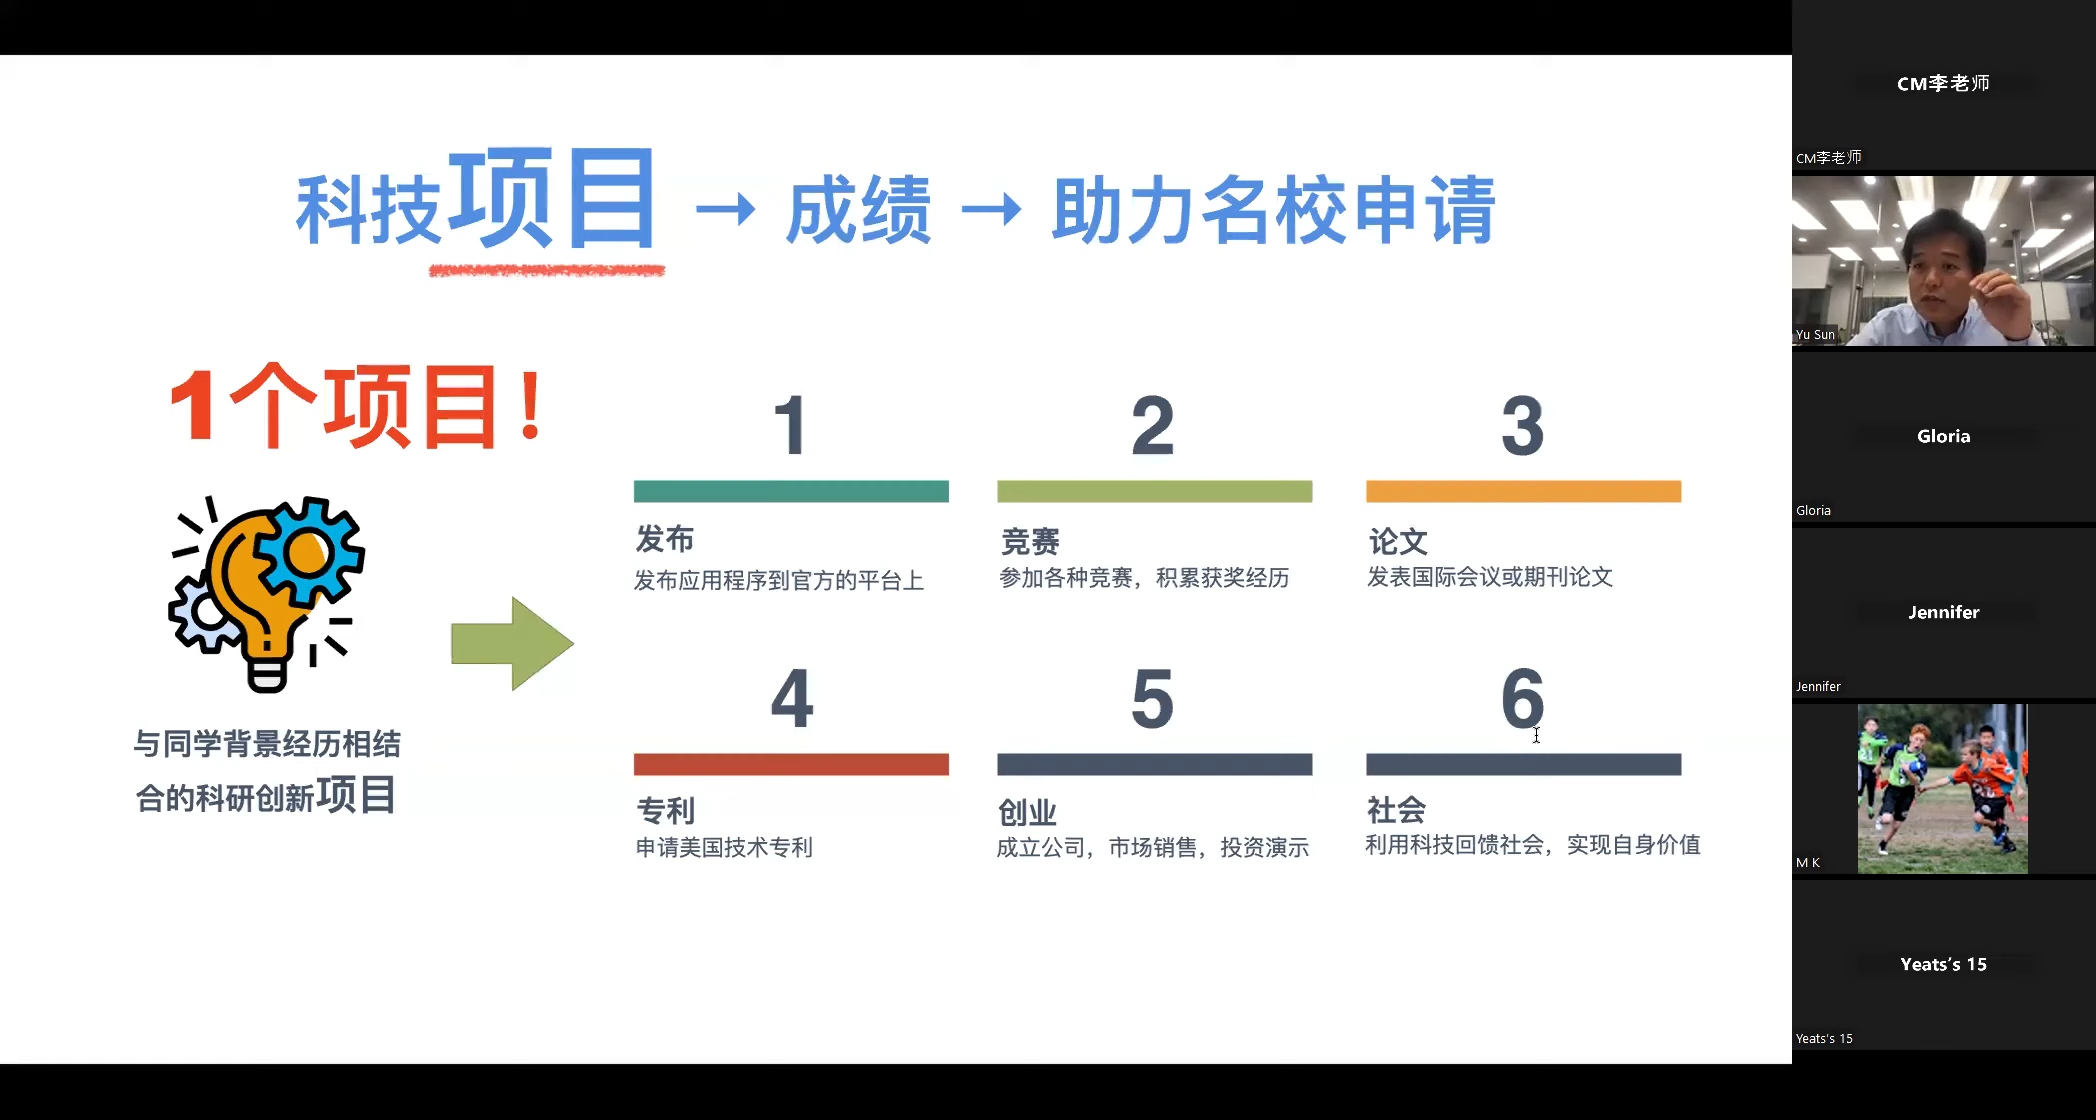 科技项目 → 成绩 → 助力名校申请
1个项目！
与同学背景经历相结
合的科研创新项目
1
发布
发布应用程序到官方的平台上
2
竞赛
参加各种竞赛，积累获奖经历
3
论文
发表国际会议或期刊论文
4
专利
申请美国技术专利
5
创业
成立公司，市场销售，投资演示
6
社会
利用科技回馈社会，实现自身价值
CM李老师
CM李老师
Yu Sun
Gloria
Gloria
Jennifer
Jennifer
M K
Yeats's 15
Yeats's 15